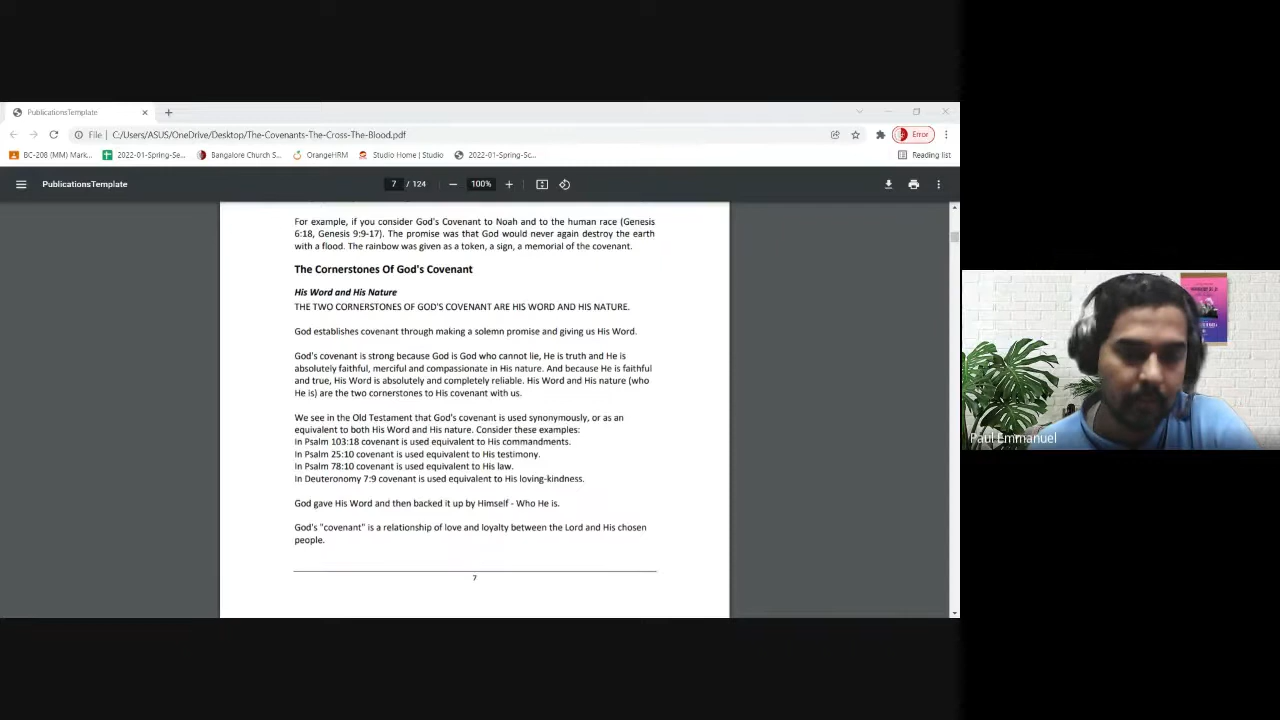 PublicationsTemplate
File
C:/Users/ASUS/OneDrive/Desktop/The-Covenants-The-Cross-The-Blood.pdf
Error
BC-208 (MM) Mark...
2022-01-Spring-Se...
Bangalore Church S...
OrangeHRM
Studio Home | Studio
2022-01-Spring-Sc...
Reading list
PublicationsTemplate
7 / 124
100%
For example, if you consider God's Covenant to Noah and to the human race (Genesis
6:18, Genesis 9:9-17). The promise was that God would never again destroy the earth
with a flood. The rainbow was given as a token, a sign, a memorial of the covenant.
The Cornerstones Of God's Covenant
His Word and His Nature
THE TWO CORNERSTONES OF GOD'S COVENANT ARE HIS WORD AND HIS NATURE.
God establishes covenant through making a solemn promise and giving us His Word.
God's covenant is strong because God is God who cannot lie, He is truth and He is
absolutely faithful, merciful and compassionate in His nature. And because He is faithful
and true, His Word is absolutely and completely reliable. His Word and His nature (who
He is) are the two cornerstones to His covenant with us.
We see in the Old Testament that God's covenant is used synonymously, or as an
equivalent to both His Word and His nature. Consider these examples:
In Psalm 103:18 covenant is used equivalent to His commandments.
In Psalm 25:10 covenant is used equivalent to His testimony.
In Psalm 78:10 covenant is used equivalent to His law.
In Deuteronomy 7:9 covenant is used equivalent to His loving-kindness.
God gave His Word and then backed it up by Himself - Who He is.
God's "covenant" is a relationship of love and loyalty between the Lord and His chosen
people.
7
Paul Emmanuel